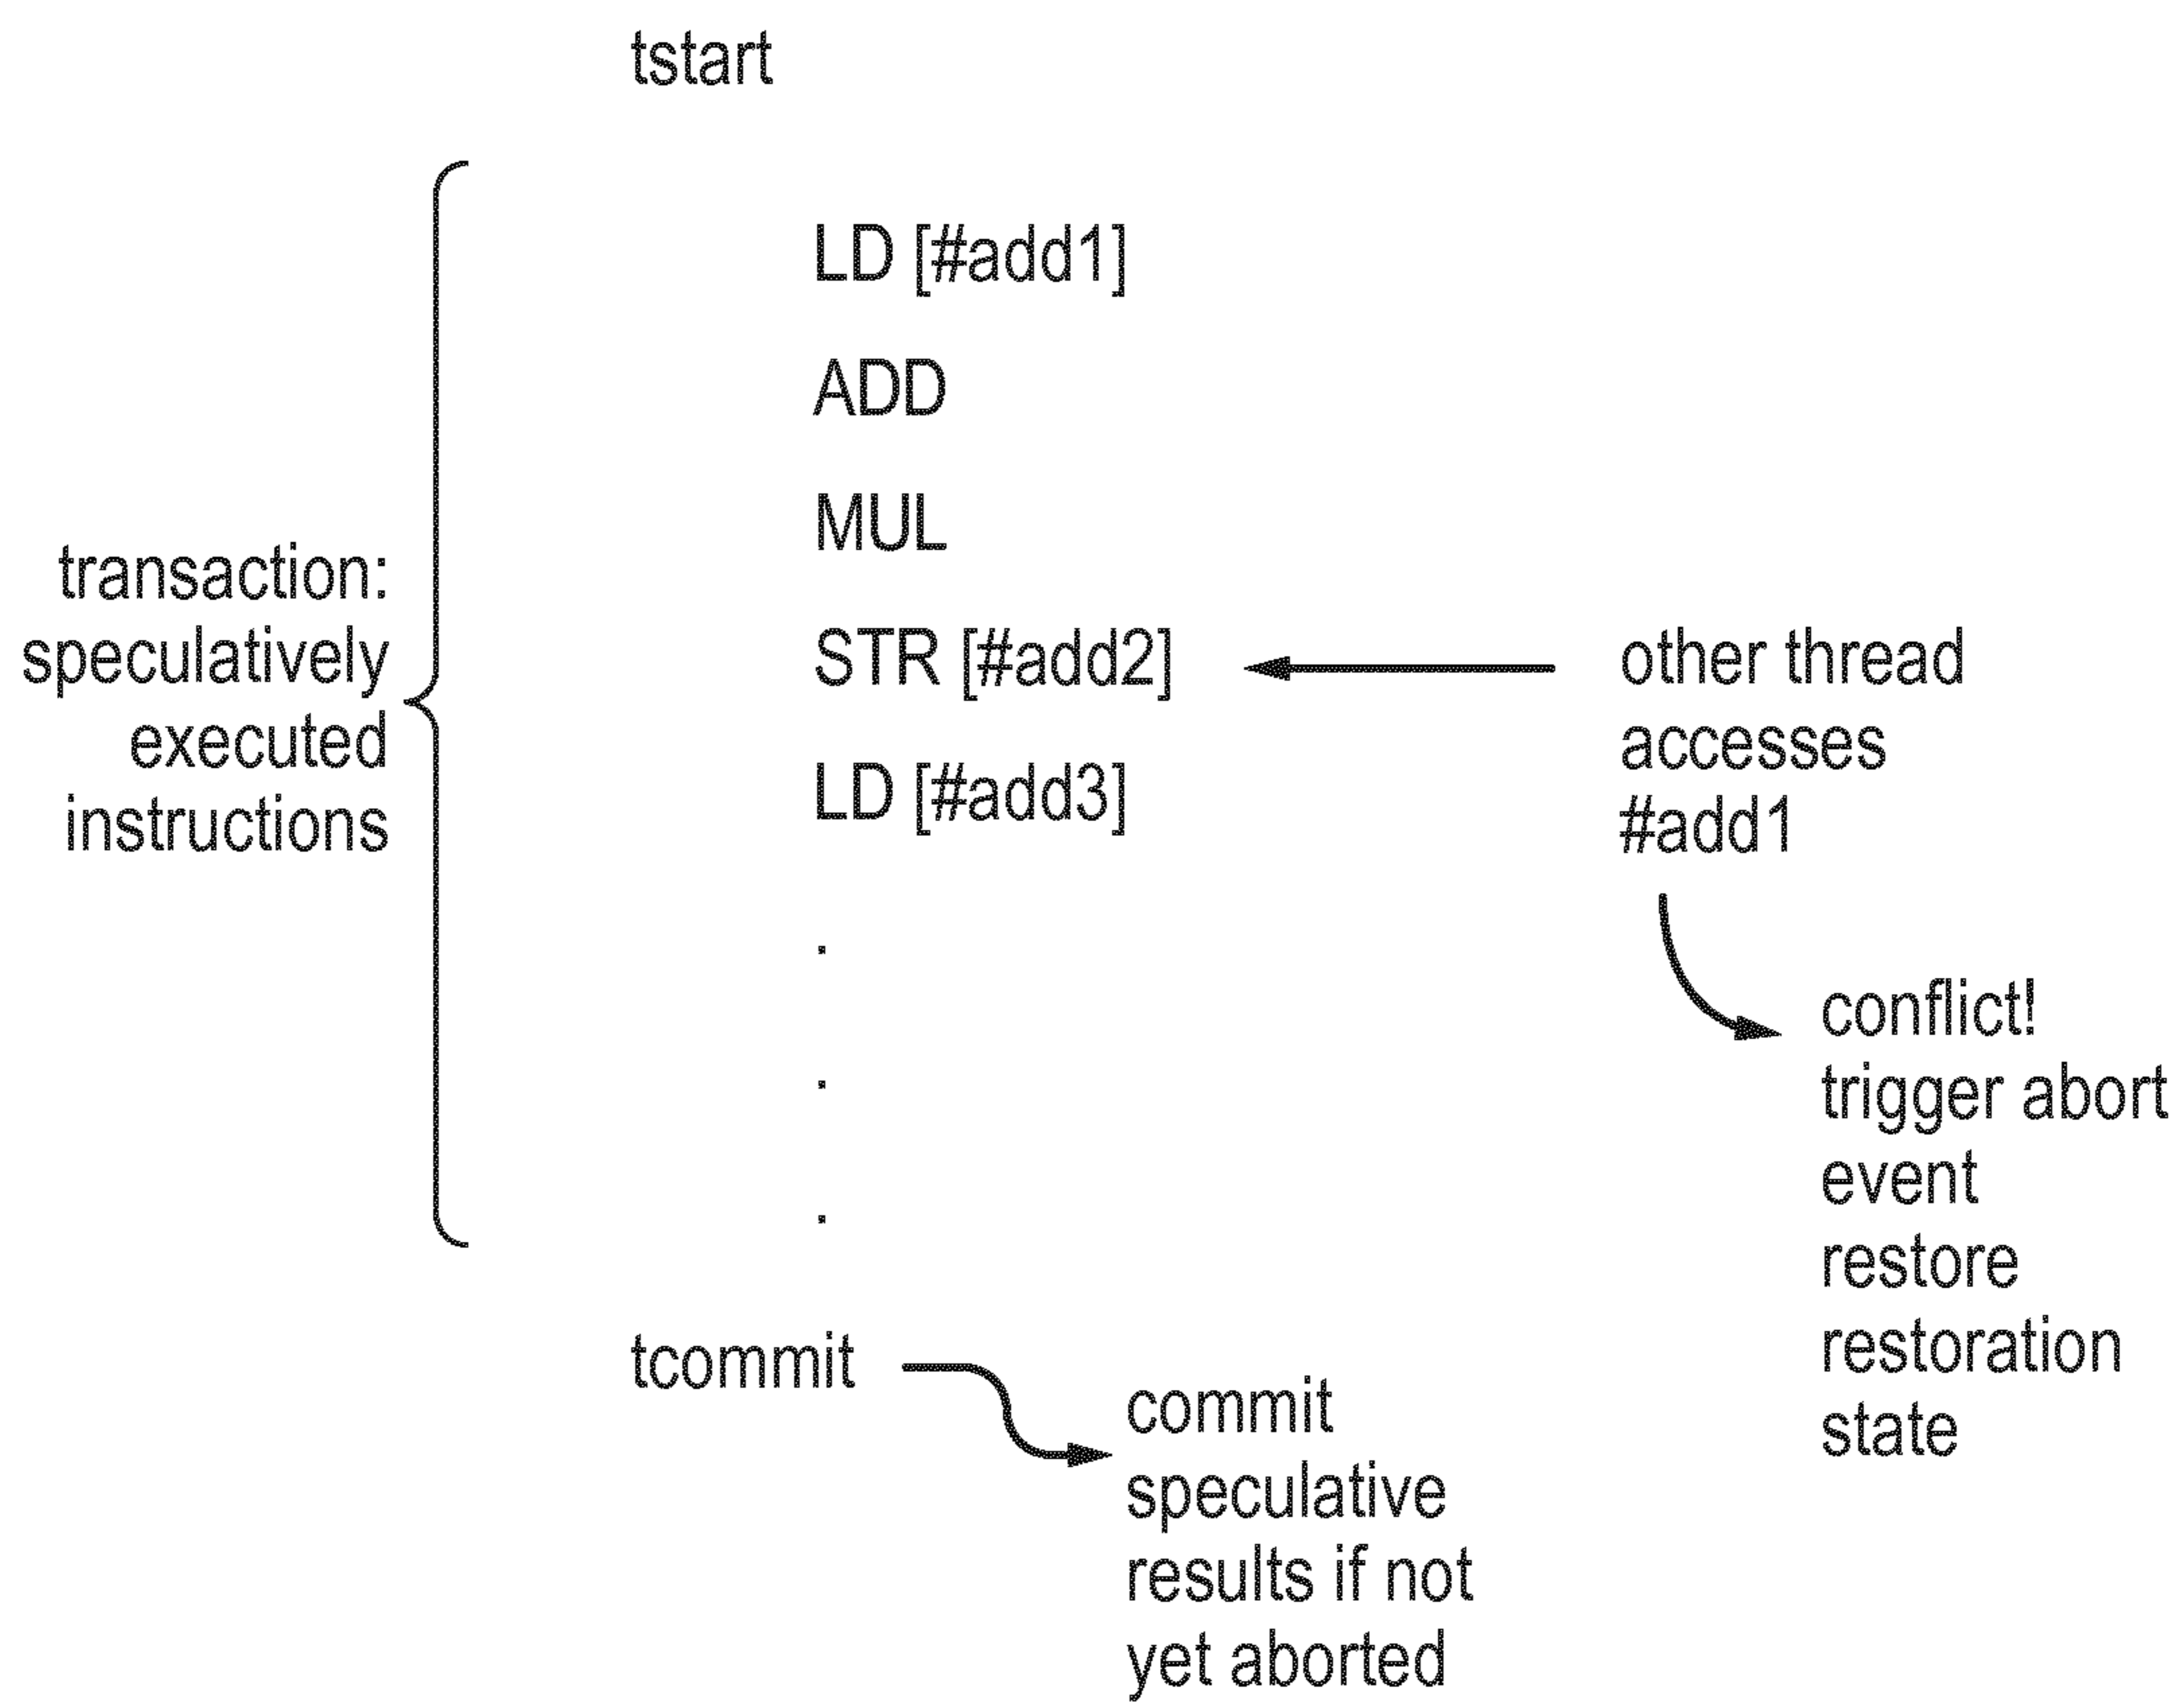 tstart
LD [#add1]
ADD
MUL
STR [#add2]
LD [#add3]
.
.
.
tcommit
transaction:
speculatively
executed
instructions
other thread
accesses
#add1
conflict!
trigger abort
event
restore
restoration
state
commit
speculative
results if not
yet aborted